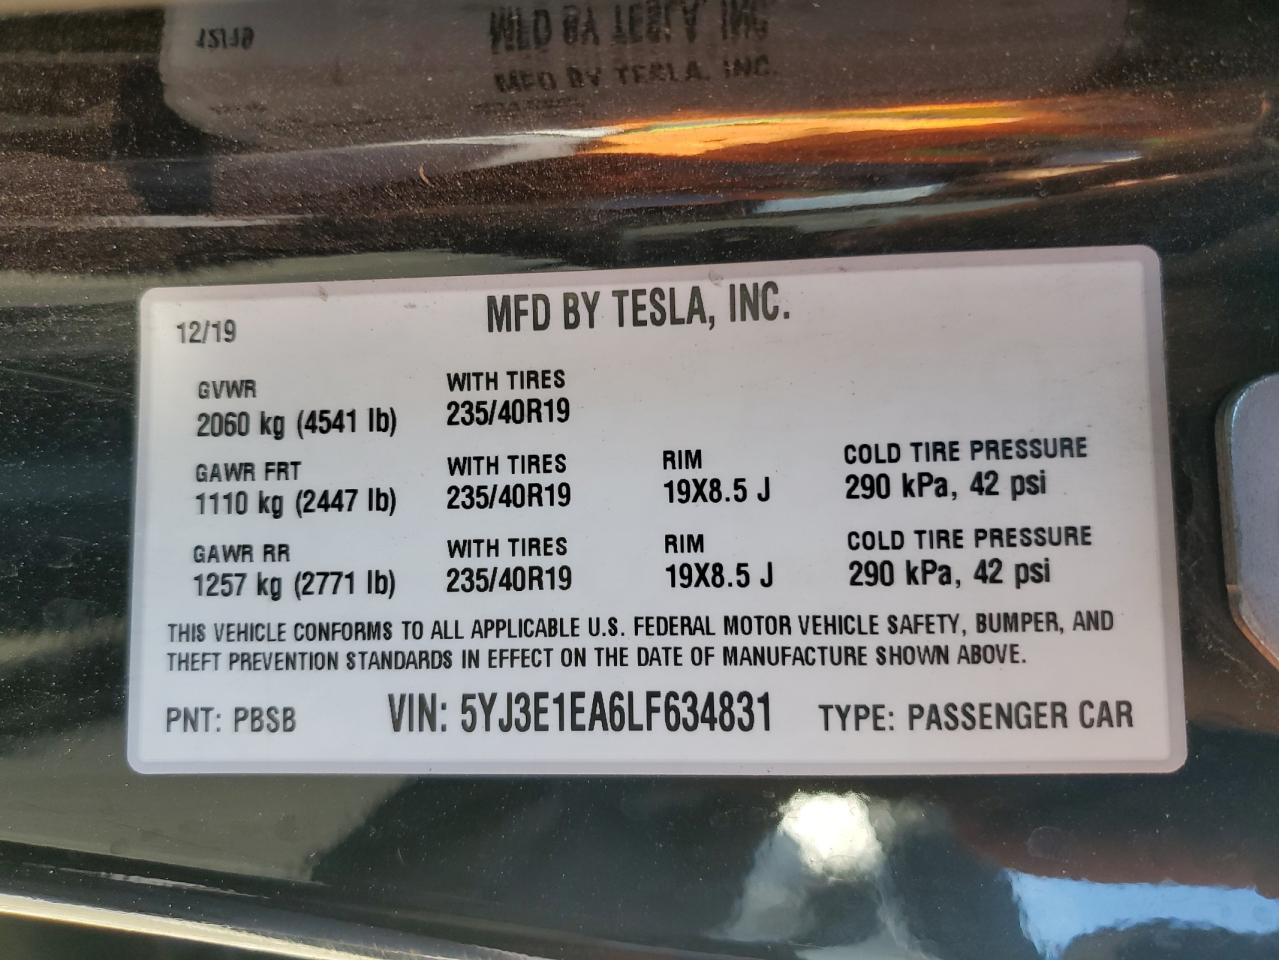 MFD BY TESLA, INC.
12/19
GVWR WITH TIRES
2060 kg (4541 lb) 235/40R19
GAWR FRT WITH TIRES RIM COLD TIRE PRESSURE
1110 kg (2447 lb) 235/40R19 19X8.5 J 290 kPa, 42 psi
GAWR RR WITH TIRES RIM COLD TIRE PRESSURE
1257 kg (2771 lb) 235/40R19 19X8.5 J 290 kPa, 42 psi
THIS VEHICLE CONFORMS TO ALL APPLICABLE U.S. FEDERAL MOTOR VEHICLE SAFETY, BUMPER, AND
THEFT PREVENTION STANDARDS IN EFFECT ON THE DATE OF MANUFACTURE SHOWN ABOVE.
PNT: PBSB VIN: 5YJ3E1EA6LF634831 TYPE: PASSENGER CAR